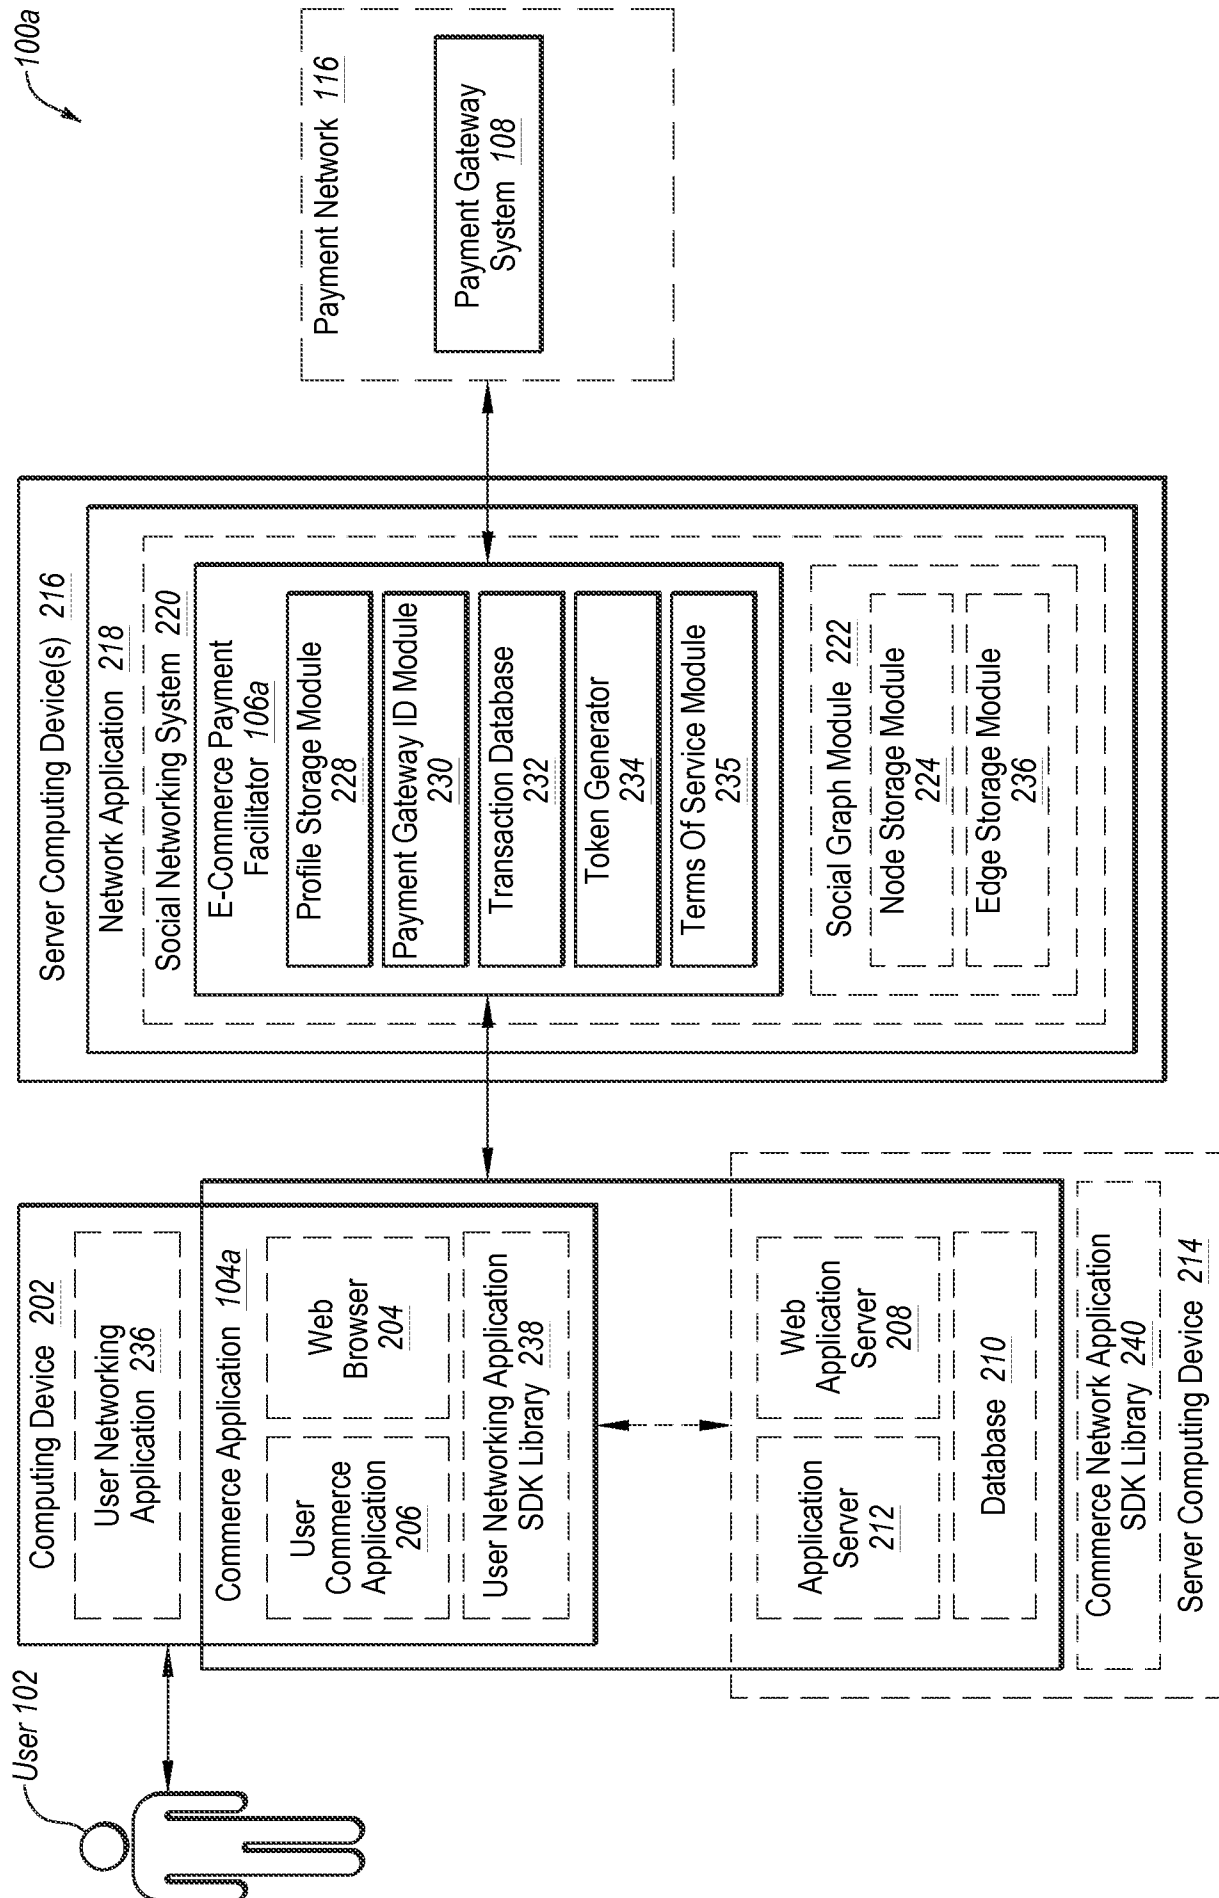 100a
User 102
Computing Device 202
User Networking
Application 236
Commerce Application 104a
User
Commerce
Application
206
Web
Browser
204
User Networking Application
SDK Library 238
Application
Server
212
Web
Application
Server
208
Database 210
Commerce Network Application
SDK Library 240
Server Computing Device 214
Server Computing Device(s) 216
Network Application 218
Social Networking System 220
E-Commerce Payment
Facilitator 106a
Profile Storage Module
228
Payment Gateway ID Module
230
Transaction Database
232
Token Generator
234
Terms Of Service Module
235
Social Graph Module 222
Node Storage Module
224
Edge Storage Module
236
Payment Network 116
Payment Gateway
System 108